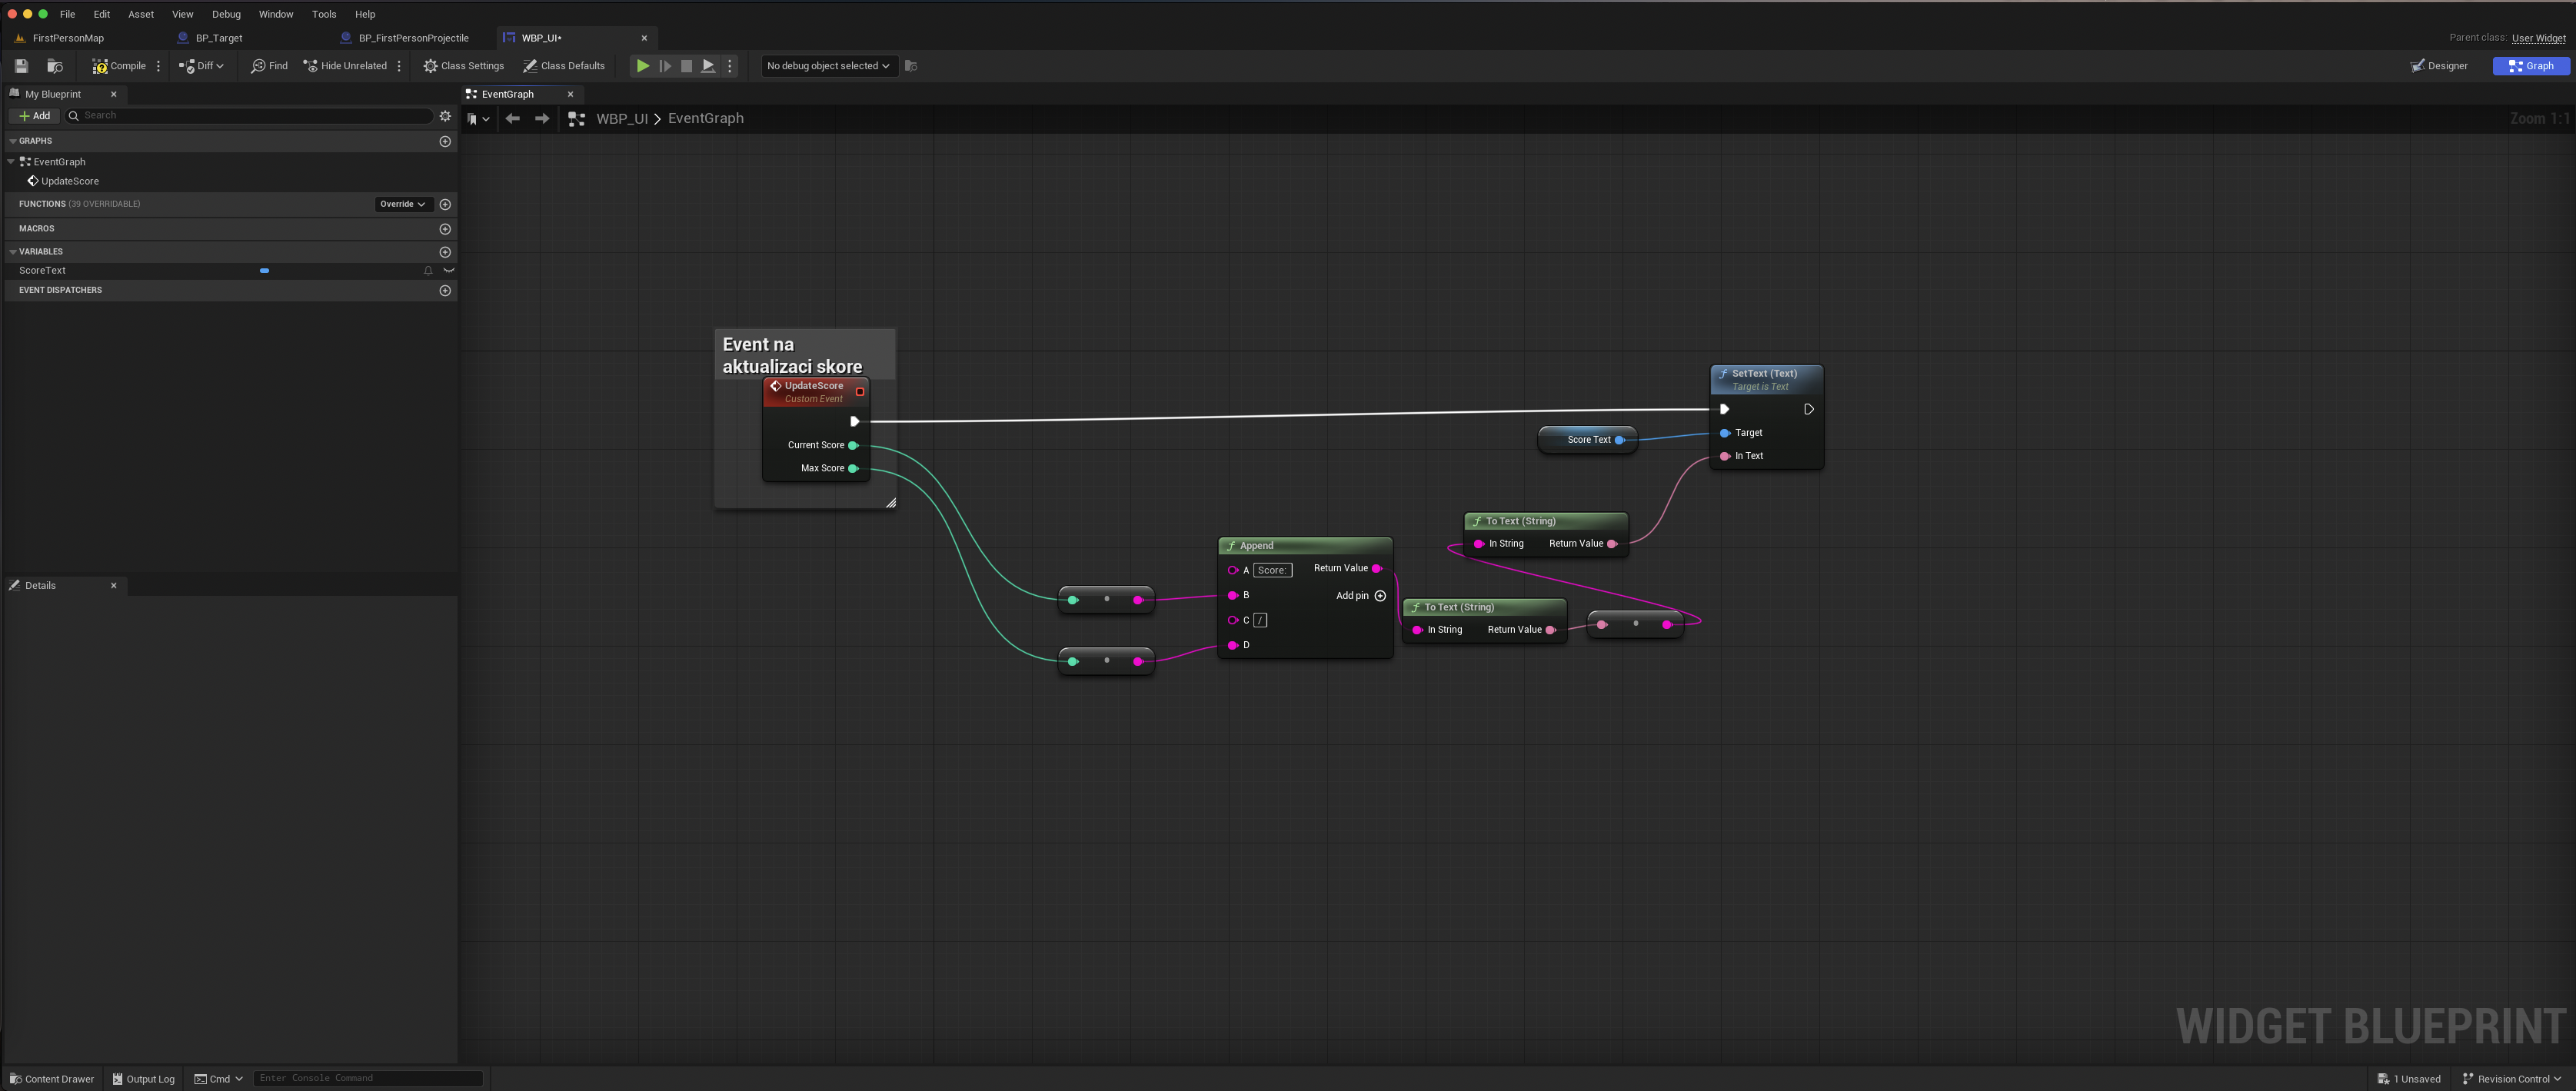 File Edit Asset View Debug Window Tools Help
FirstPersonMap BP_Target BP_FirstPersonProjectile WBP_UI•
Parent class: User Widget
Compile Diff Find Hide Unrelated Class Settings Class Defaults No debug object selected Designer Graph
My Blueprint EventGraph
Add Search
WBP_UI > EventGraph Zoom 1:1
GRAPHS
EventGraph
UpdateScore
FUNCTIONS (39 OVERRIDABLE) Override
MACROS
VARIABLES
ScoreText
EVENT DISPATCHERS
Details
Event na
aktualizaci skore
UpdateScore
Custom Event
Current Score
Max Score
SetText (Text)
Target is Text
Target
In Text
Score Text
To Text (String)
In String Return Value
Append
A Score: Return Value
B Add pin
C /
D
To Text (String)
In String Return Value
WIDGET BLUEPRINT
Content Drawer Output Log Cmd Enter Console Command 1 Unsaved Revision Control